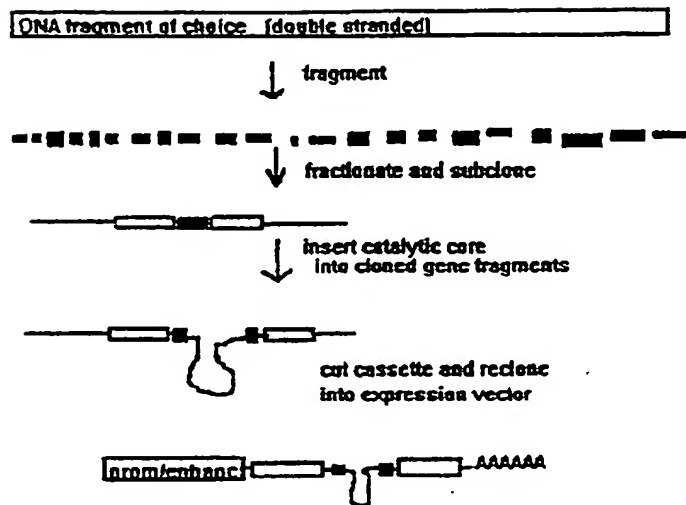 DNA fragment of choice [double stranded]
fragment
fractionate and subclone
insert catalytic core
into cloned gene fragments
cut cassette and reclone
into expression vector
prom/enhanc
AAAAAA